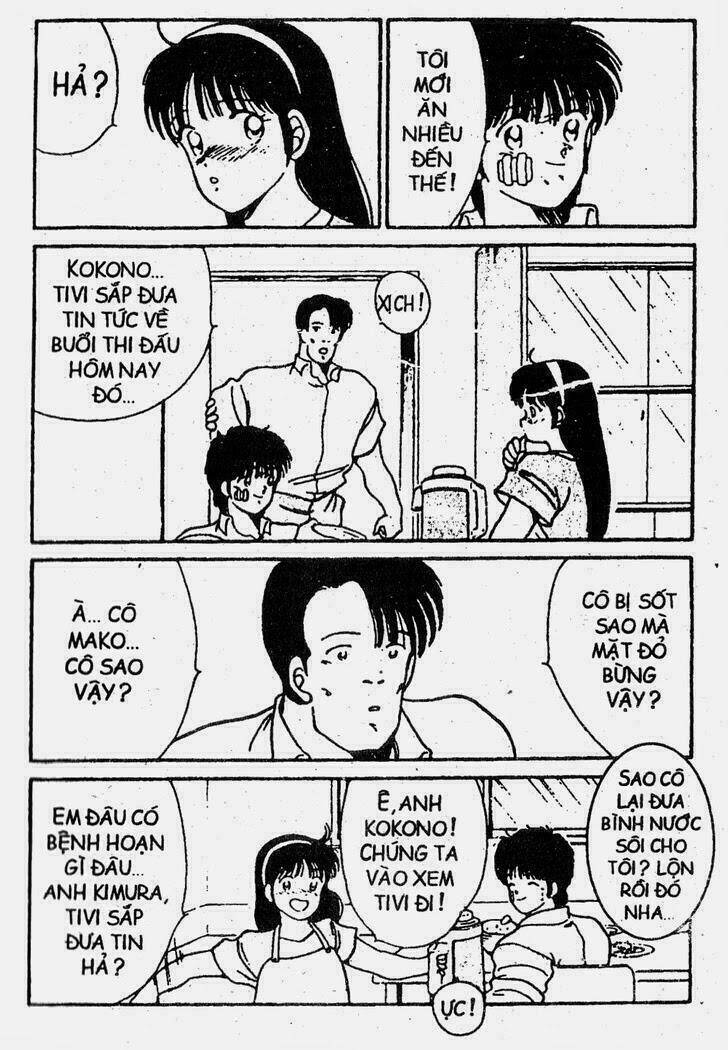 HẢ?
TÔI
MỚI
ĂN
NHIỀU
ĐẾN
THẾ!
KOKONO...
TIVI SẮP ĐƯA
TIN TỨC VỀ
BUỔI THI ĐẤU
HÔM NAY
ĐÓ...
XỊCH!
À... CÔ
MAKO...
CÔ SAO
VẬY?
CÔ BỊ SỐT
SAO MÀ
MẶT ĐỎ
BỪNG
VẬY?
EM ĐÂU CÓ
BỆNH HOẠN
GÌ ĐÂU...
ANH KIMURA,
TIVI SẮP
ĐƯA TIN
HẢ?
Ê, ANH
KOKONO!
CHÚNG TA
VÀO XEM
TIVI ĐI!
SAO CÔ
LẠI ĐƯA
BÌNH NƯỚC
SÔI CHO
TÔI? LỘN
RỒI ĐÓ
NHA...
ỰC!